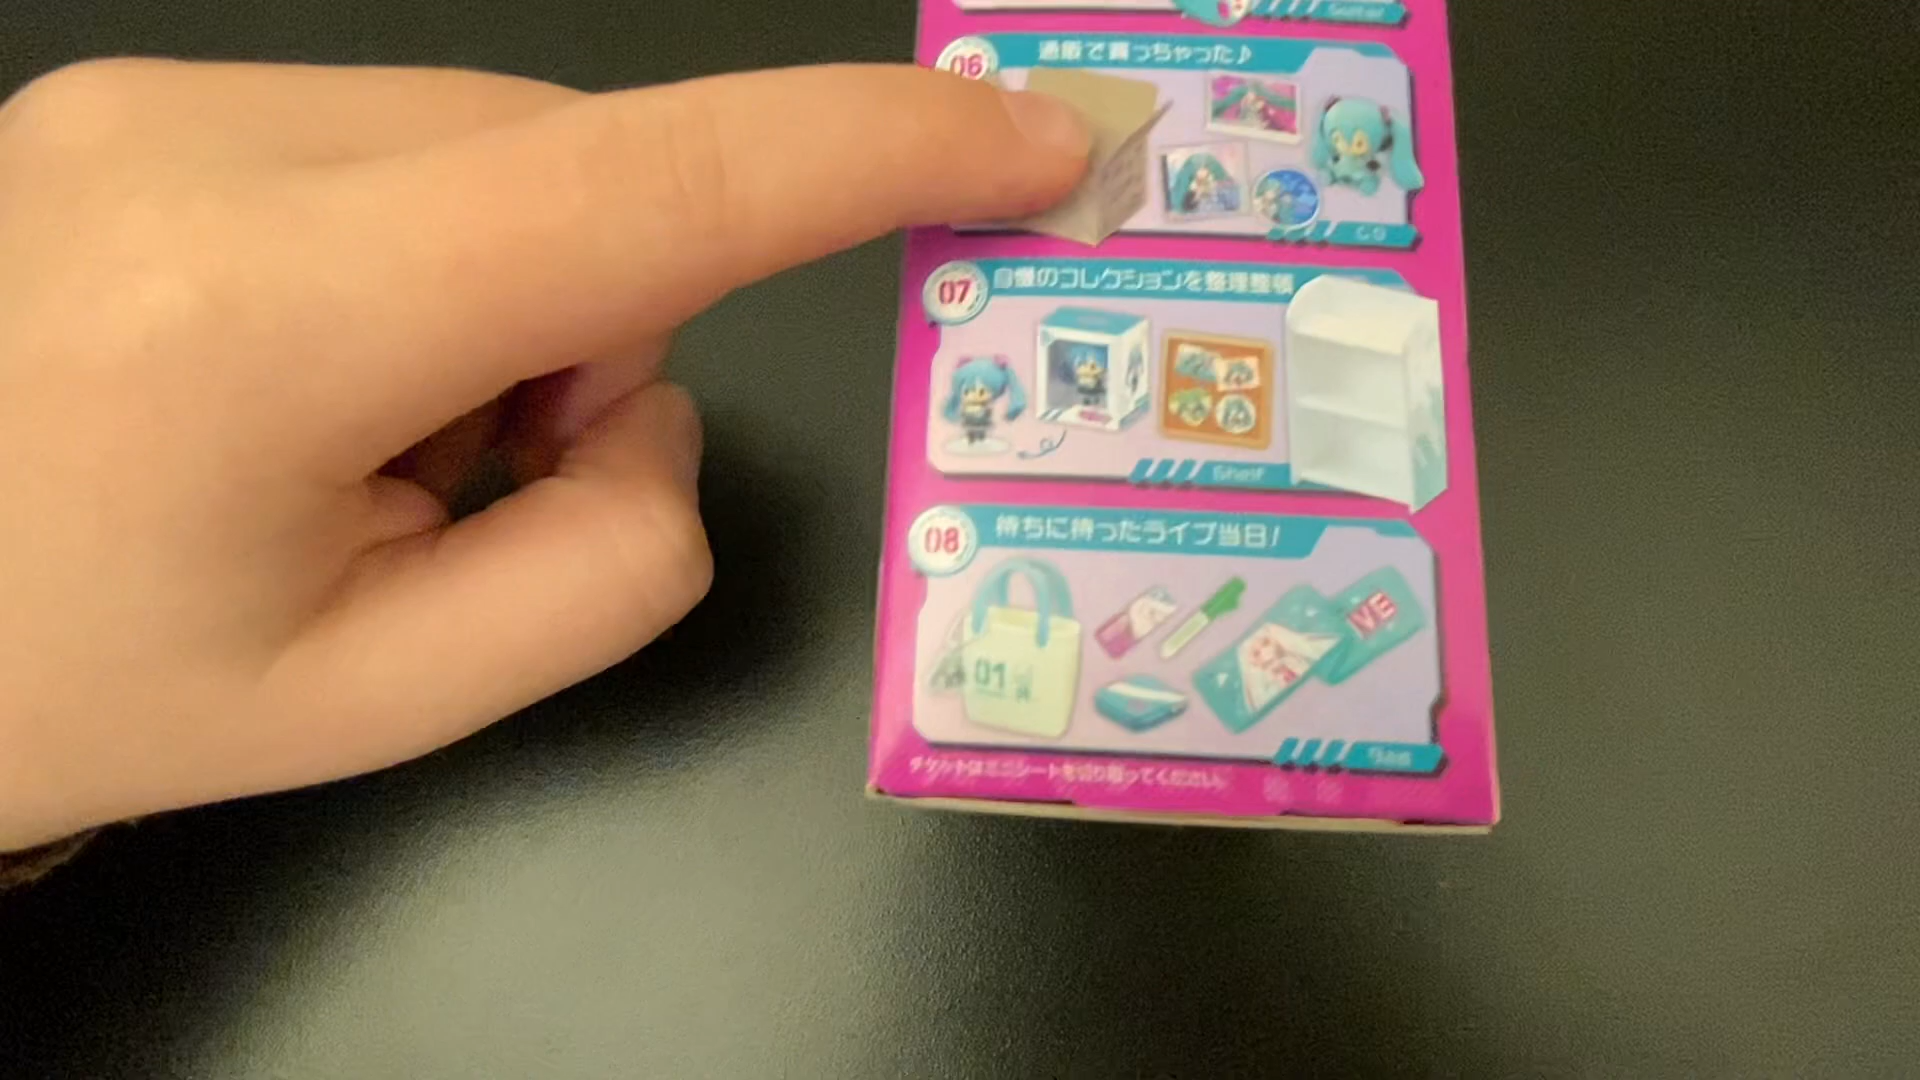 Guitar
06
通販で買っちゃった♪
CD
07
自慢のコレクションを整理整頓
Shelf
08
待ちに待ったライブ当日!
01
VE
Goods
チケットはミニシートを切り取ってください。